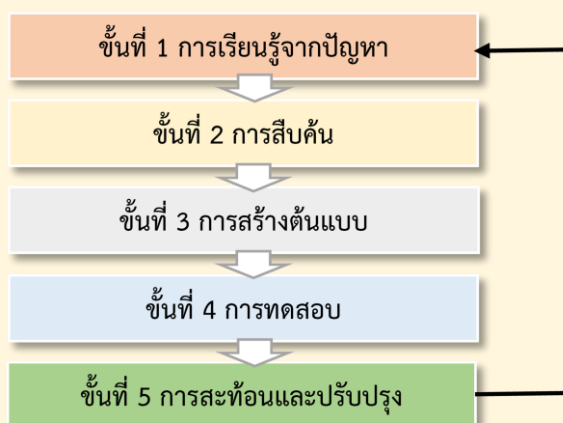 ขั้นที่ 1 การเรียนรู้จากปัญหา
ขั้นที่ 2 การสืบค้น
ขั้นที่ 3 การสร้างต้นแบบ
ขั้นที่ 4 การทดสอบ
ขั้นที่ 5 การสะท้อนและปรับปรุง